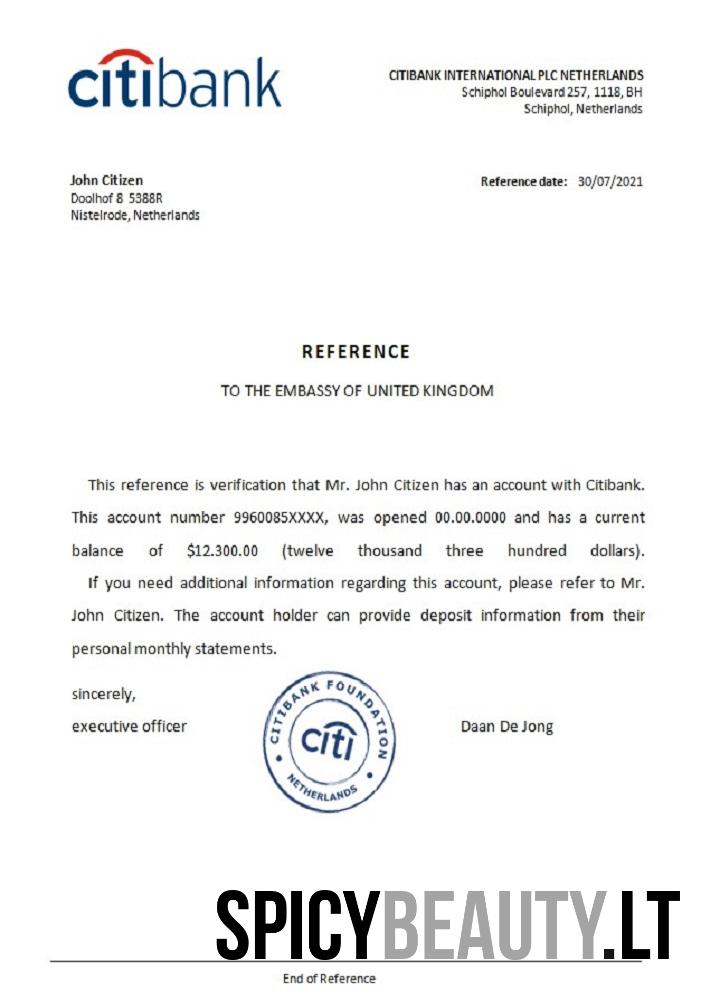 citibank
CITIBANK INTERNATIONAL PLC NETHERLANDS
Schiphol Boulevard 257, 1118, BH
Schiphol, Netherlands
John Citizen
Doolhof 8 5388R
Nistelrode, Netherlands
Reference date: 30/07/2021
REFERENCE
TO THE EMBASSY OF UNITED KINGDOM
This reference is verification that Mr. John Citizen has an account with Citibank.
This account number 9960085XXXX, was opened 00.00.0000 and has a current
balance of $12.300.00 (twelve thousand three hundred dollars).
If you need additional information regarding this account, please refer to Mr.
John Citizen. The account holder can provide deposit information from their
personal monthly statements.
sincerely,
executive officer
CITIBANK FOUNDATION
citi
NETHERLANDS
Daan De Jong
SPICYBEAUTY.LT
End of Reference